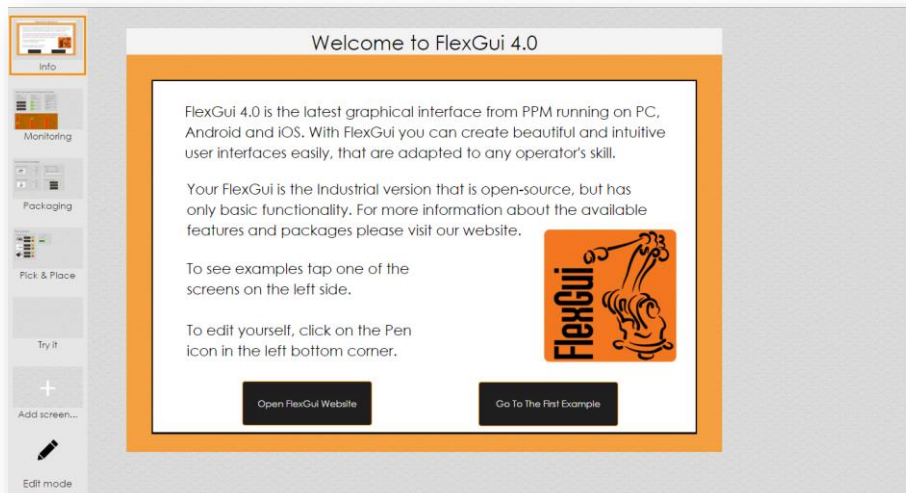 Info
Monitoring
Packaging
Pick & Place
Try it
Add screen...
Edit mode
Welcome to FlexGui 4.0
FlexGui 4.0 is the latest graphical interface from PPM running on PC,
Android and iOS. With FlexGui you can create beautiful and intuitive
user interfaces easily, that are adapted to any operator's skill.
Your FlexGui is the Industrial version that is open-source, but has
only basic functionality. For more information about the available
features and packages please visit our website.
To see examples tap one of the
screens on the left side.
To edit yourself, click on the Pen
icon in the left bottom corner.
FlexGui
Open FlexGui Website
Go To The First Example